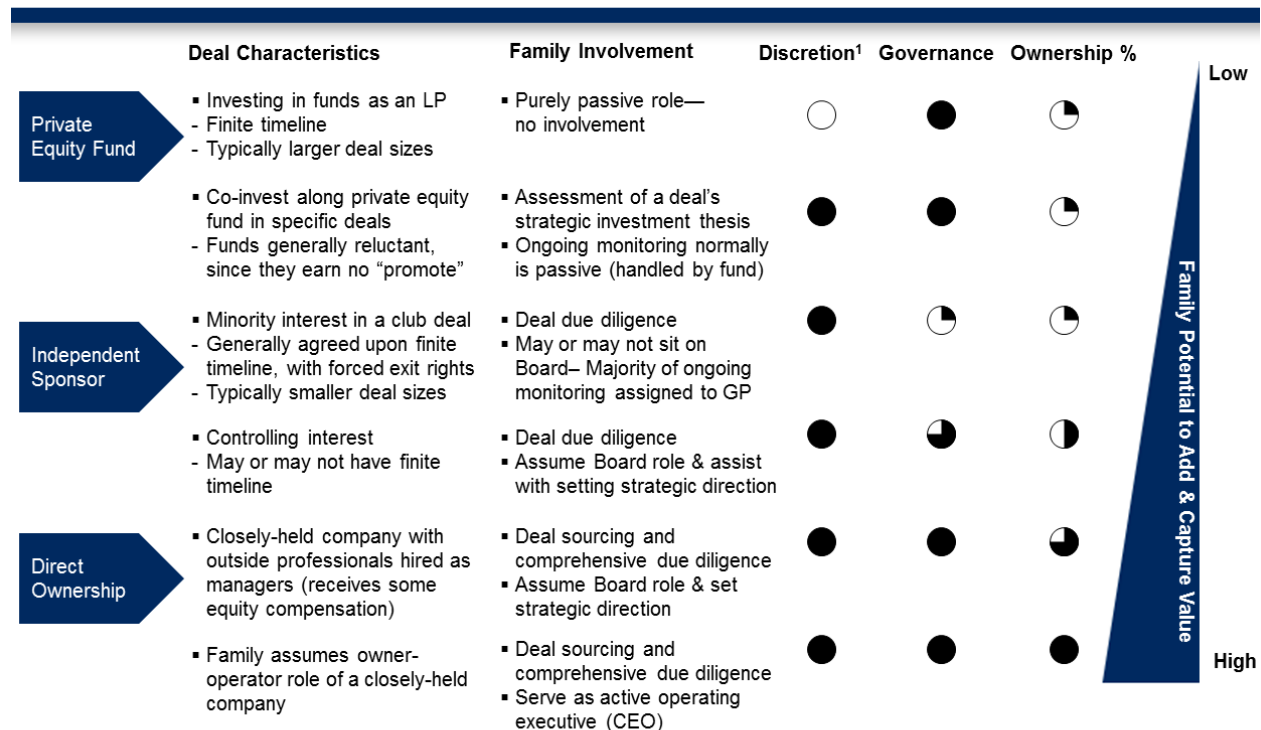 Deal Characteristics
Family Involvement
Discretion¹
Governance
Ownership %
Low
Private
Equity Fund
▪ Investing in funds as an LP
- Finite timeline
- Typically larger deal sizes
▪ Purely passive role—
no involvement
▪ Co-invest along private equity
fund in specific deals
- Funds generally reluctant,
since they earn no “promote”
▪ Assessment of a deal’s
strategic investment thesis
▪ Ongoing monitoring normally
is passive (handled by fund)
Independent
Sponsor
▪ Minority interest in a club deal
- Generally agreed upon finite
timeline, with forced exit rights
- Typically smaller deal sizes
▪ Deal due diligence
▪ May or may not sit on
Board– Majority of ongoing
monitoring assigned to GP
▪ Controlling interest
- May or may not have finite
timeline
▪ Deal due diligence
▪ Assume Board role & assist
with setting strategic direction
Direct
Ownership
▪ Closely-held company with
outside professionals hired as
managers (receives some
equity compensation)
▪ Deal sourcing and
comprehensive due diligence
▪ Assume Board role & set
strategic direction
▪ Family assumes owner-
operator role of a closely-held
company
▪ Deal sourcing and
comprehensive due diligence
▪ Serve as active operating
executive (CEO)
Family Potential to Add & Capture Value
High